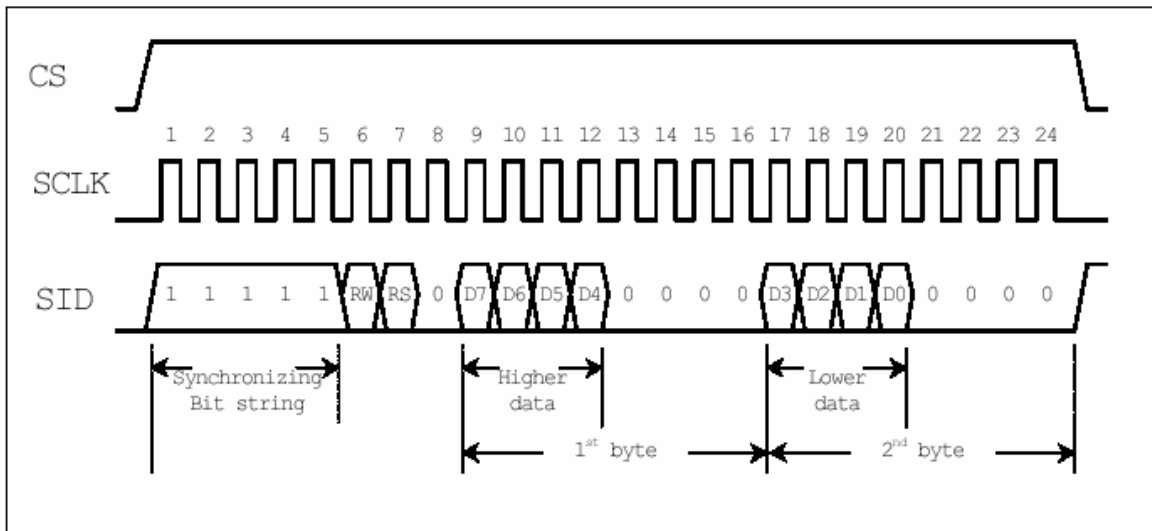 CS
1 2 3 4 5 6 7 8 9 10 11 12 13 14 15 16 17 18 19 20 21 22 23 24
SCLK
SID
1 1 1 1 1 RW RS 0 D7 D6 D5 D4 0 0 0 0 D3 D2 D1 D0 0 0 0 0
Synchronizing
Bit string
Higher
data
Lower
data
1st byte
2nd byte